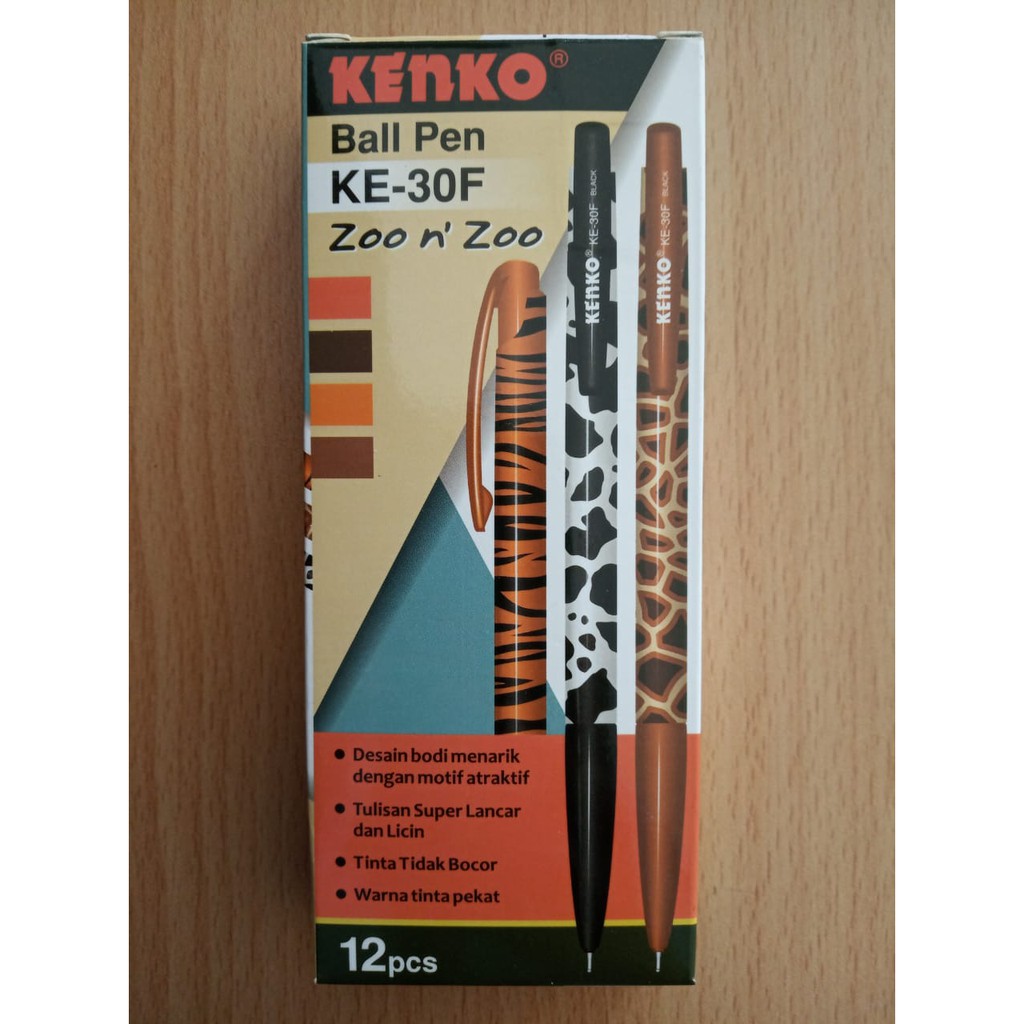 KENKO®
Ball Pen
KE-30F
Zoo n' Zoo
KENKO® KE-30F BLACK
KENKO® KE-30F BLACK
• Desain bodi menarik
dengan motif atraktif
• Tulisan Super Lancar
dan Licin
• Tinta Tidak Bocor
• Warna tinta pekat
12pcs